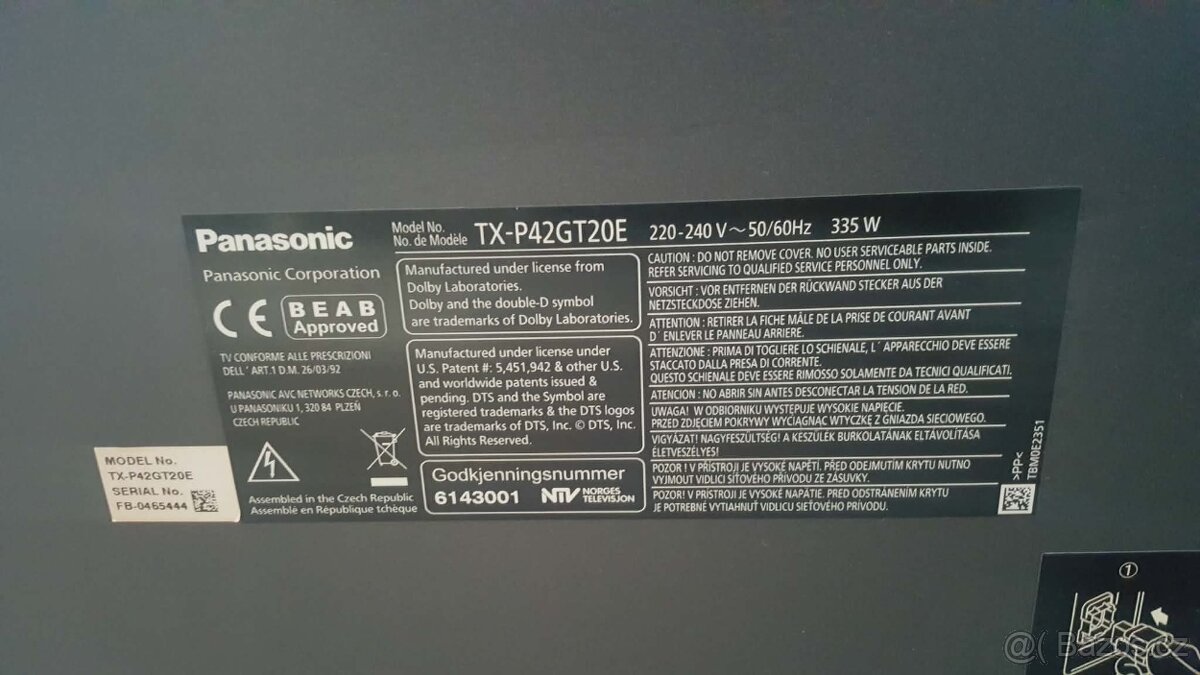 Panasonic
Model No.
No. de Modèle
TX-P42GT20E
220-240 V~50/60Hz 335 W
Panasonic Corporation
CE
BEAB
Approved
TV CONFORME ALLE PRESCRIZIONI
DELL' ART.1 D.M. 26/03/92
PANASONIC AVC NETWORKS CZECH, s. r. o.
U PANASONIKU 1, 320 84 PLZEŇ
CZECH REPUBLIC
Assembled in the Czech Republic
Assemblé en République tchèque
Manufactured under license from
Dolby Laboratories.
Dolby and the double-D symbol
are trademarks of Dolby Laboratories.
Manufactured under license under
U.S. Patent #: 5,451,942 & other U.S.
and worldwide patents issued &
pending. DTS and the Symbol are
registered trademarks & the DTS logos
are trademarks of DTS, Inc. © DTS, Inc.
All Rights Reserved.
Godkjenningsnummer
6143001 NTV NORGES
TELEVISJON
CAUTION : DO NOT REMOVE COVER. NO USER SERVICEABLE PARTS INSIDE.
REFER SERVICING TO QUALIFIED SERVICE PERSONNEL ONLY.
VORSICHT : VOR ENTFERNEN DER RÜCKWAND STECKER AUS DER
NETZSTECKDOSE ZIEHEN.
ATTENTION : RETIRER LA FICHE MÂLE DE LA PRISE DE COURANT AVANT
D' ENLEVER LE PANNEAU ARRIERE.
ATTENZIONE : PRIMA DI TOGLIERE LO SCHIENALE, L' APPARECCHIO DEVE ESSERE
STACCATO DALLA PRESA DI CORRENTE.
QUESTO SCHIENALE DEVE ESSERE RIMOSSO SOLAMENTE DA TECNICI QUALIFICATI.
ATENCION : NO ABRIR SIN ANTES DESCONECTAR LA TENSION DE LA RED.
UWAGA! W ODBIORNIKU WYSTĘPUJE WYSOKIE NAPIĘCIE.
PRZED ZDJĘCIEM POKRYWY WYCIĄGNĄĆ WTYCZKĘ Z GNIAZDA SIECIOWEGO.
VIGYÁZAT! NAGYFESZÜLTSÉG! A KÉSZÜLÉK BURKOLATÁNAK ELTÁVOLÍTÁSA
ÉLETVESZÉLYES!
POZOR ! V PŘÍSTROJI JE VYSOKÉ NAPĚTÍ. PŘED ODEJMUTÍM KRYTU NUTNO
VYJMOUT VIDLICI SÍŤOVÉHO PŘÍVODU ZE ZÁSUVKY.
POZOR! V PRÍSTROJI JE VYSOKÉ NAPÄTIE. PRED ODSTRÁNENÍM KRYTU
JE POTREBNÉ VYTIAHNUŤ VIDLICU SIEŤOVÉHO PRÍVODU.
>PP<
TBM0E2351
MODEL No.
TX-P42GT20E
SERIAL No.
FB-0465444
1
@( Bazoš.cz